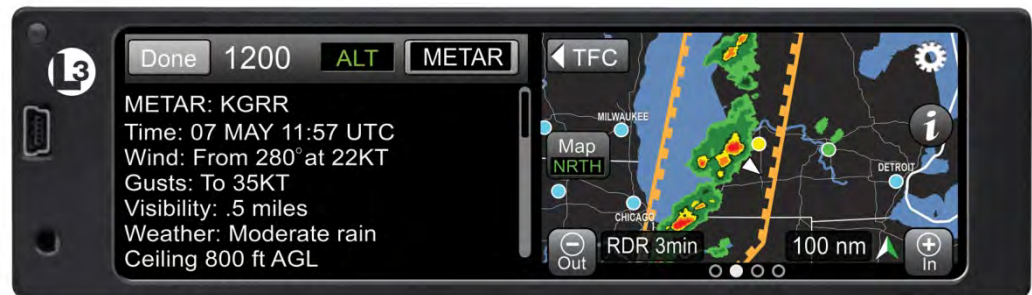 L3
Done 1200 ALT METAR
METAR: KGRR
Time: 07 MAY 11:57 UTC
Wind: From 280° at 22KT
Gusts: To 35KT
Visibility: .5 miles
Weather: Moderate rain
Ceiling 800 ft AGL
TFC
MILWAUKEE
Map
NRTH
i
DETROIT
CHICAGO
Out
RDR 3min
100 nm
In